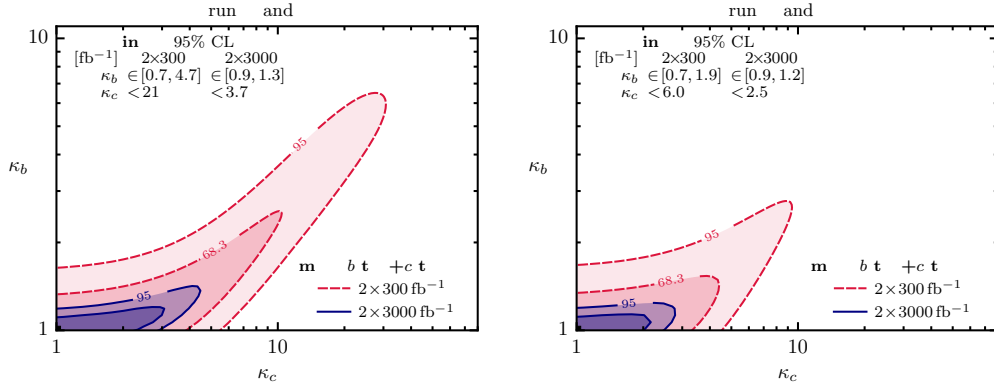 run and
10
in 95% CL
[fb⁻¹] 2×300 2×3000
κ_b ∈[0.7, 4.7] ∈[0.9, 1.3]
κ_c <21 <3.7
κ_b
95
68.3
95
m b t +c t
2×300 fb⁻¹
2×3000 fb⁻¹
1
1 10
κ_c
run and
10
in 95% CL
[fb⁻¹] 2×300 2×3000
κ_b ∈[0.7, 1.9] ∈[0.9, 1.2]
κ_c <6.0 <2.5
κ_b
95
68.3
95
m b t +c t
2×300 fb⁻¹
2×3000 fb⁻¹
1
1 10
κ_c